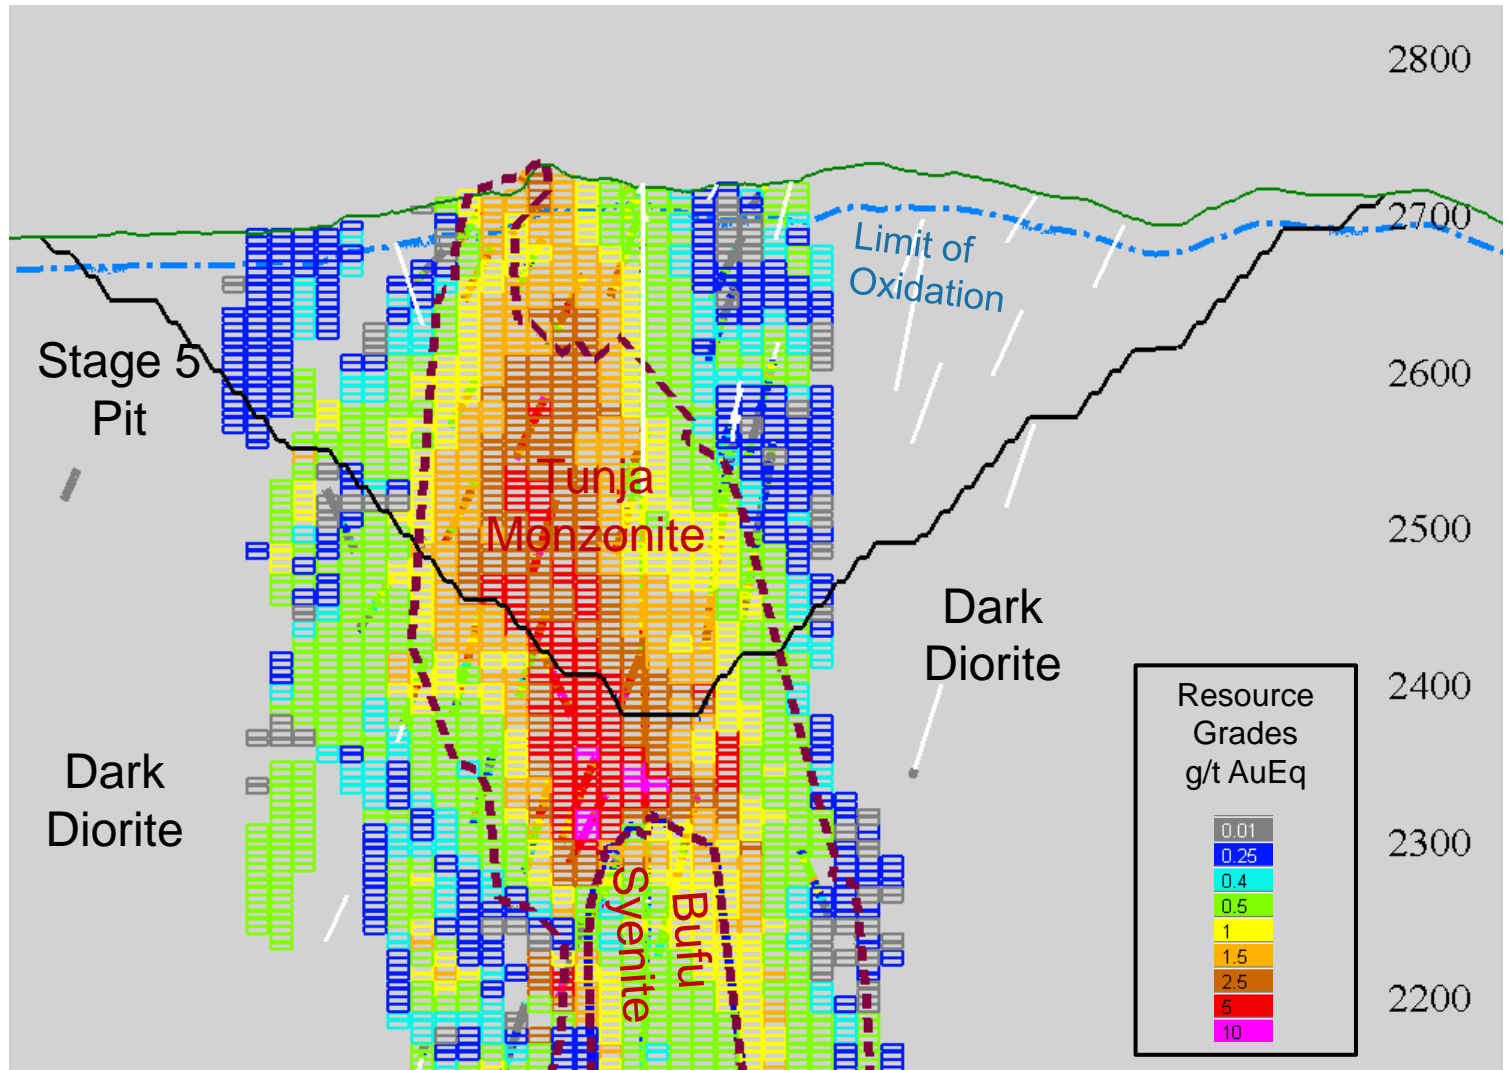 2800
2700
Limit of
Oxidation
Stage 5
Pit
2600
Tunja
Monzonite
2500
Dark
Diorite
2400
Dark
Diorite
2300
Bufu
Syenite
2200
Resource
Grades
g/t AuEq
0.01
0.25
0.4
0.5
1
1.5
2.5
5
10